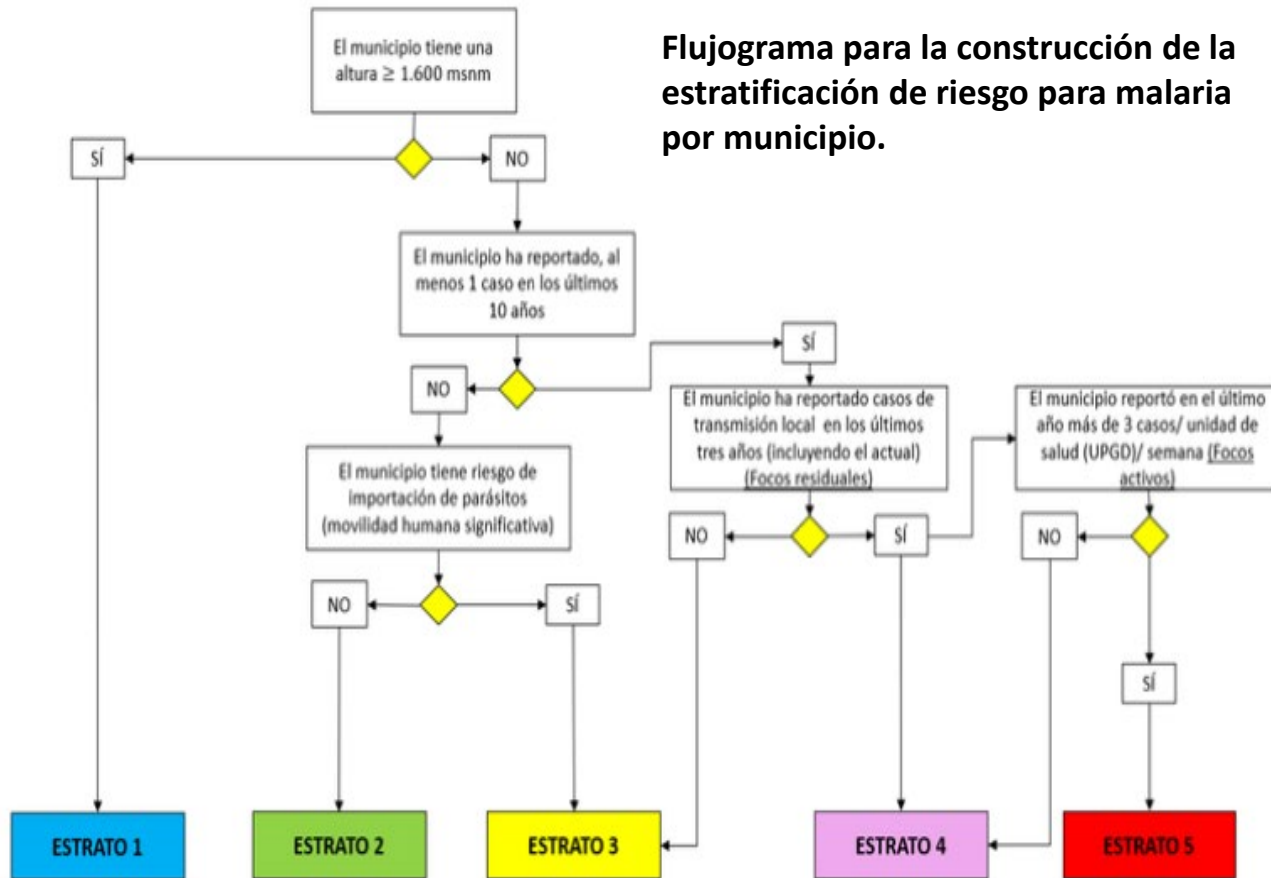 Flujograma para la construcción de la
estratificación de riesgo para malaria
por municipio.
El municipio tiene una
altura ≥ 1.600 msnm
SÍ
NO
El municipio ha reportado, al
menos 1 caso en los últimos
10 años
NO
SÍ
El municipio tiene riesgo de
importación de parásitos
(movilidad humana significativa)
El municipio ha reportado casos de
transmisión local en los últimos
tres años (incluyendo el actual)
(Focos residuales)
El municipio reportó en el último
año más de 3 casos/ unidad de
salud (UPGD)/ semana (Focos
activos)
NO
SÍ
NO
SÍ
NO
SÍ
ESTRATO 1
ESTRATO 2
ESTRATO 3
ESTRATO 4
ESTRATO 5